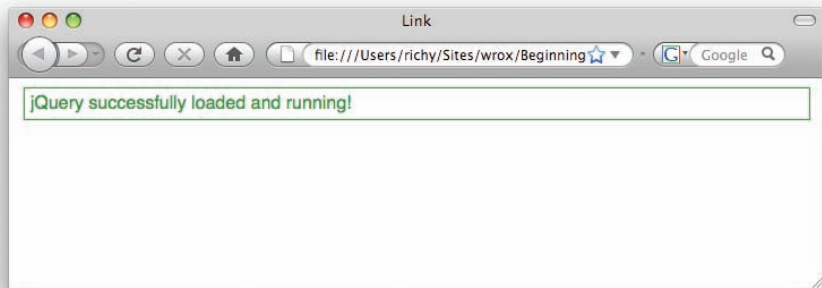 Link
file:///Users/richy/Sites/wrox/Beginning
G
Google
jQuery successfully loaded and running!